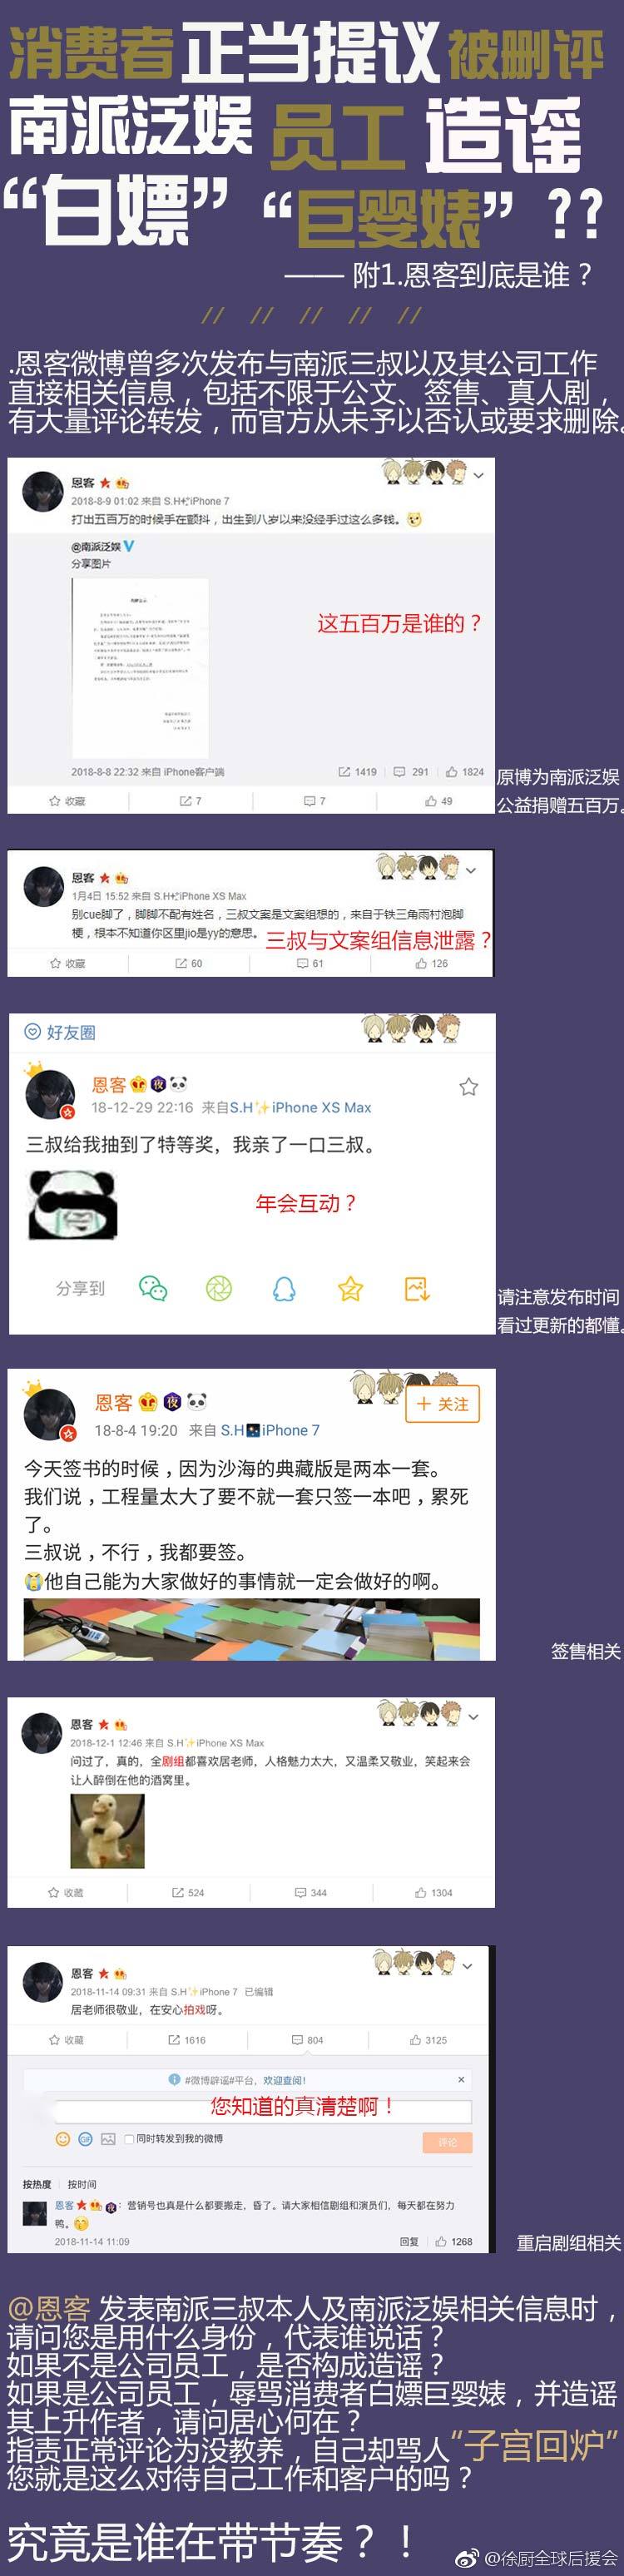 消费者正当提议被删评
南派泛娱员工造谣
“白嫖”“巨婴婊”??
—— 附1.恩客到底是谁？
// // // // //
.恩客微博曾多次发布与南派三叔以及其公司工作
直接相关信息，包括不限于公文、签售、真人剧，
有大量评论转发，而官方从未予以否认或要求删除。
恩客
2018-8-9 01:02 来自 S.H✨iPhone 7
打出五百万的时候手在颤抖，出生到八岁以来没经手过这么多钱。
@南派泛娱
分享图片
这五百万是谁的？
2018-8-8 22:32 来自 iPhone客户端
1419 291 1824
收藏 7 7 49
原博为南派泛娱
公益捐赠五百万。
恩客
1月4日 15:52 来自 S.H✨iPhone XS Max
别cue脚了，脚脚不配有姓名，三叔文案是文案组想的，来自于铁三角雨村泡脚
梗，根本不知道你区里jio是yy的意思。
三叔与文案组信息泄露？
收藏 60 61 126
好友圈
恩客
18-12-29 22:16 来自S.H✨iPhone XS Max
三叔给我抽到了特等奖，我亲了一口三叔。
年会互动？
分享到
请注意发布时间
看过更新的都懂。
恩客 夜
+ 关注
18-8-4 19:20 来自 S.H🌃iPhone 7
今天签书的时候，因为沙海的典藏版是两本一套。
我们说，工程量太大了要不就一套只签一本吧，累死
了。
三叔说，不行，我都要签。
😭他自己能为大家做好的事情就一定会做好的啊。
签售相关
恩客
2018-12-1 12:46 来自 S.H✨iPhone XS Max
问过了，真的，全剧组都喜欢居老师，人格魅力太大，又温柔又敬业，笑起来会
让人醉倒在他的酒窝里。
收藏 524 344 1304
恩客
2018-11-14 09:31 来自 S.H✨iPhone 7 已编辑
居老师很敬业，在安心拍戏呀。
收藏 1616 804 3125
#微博辟谣#平台，欢迎查阅! ×
您知道的真清楚啊！
同时转发到我的微博
评论
按热度 按时间
恩客：营销号也真是什么都要搬走，昏了。请大家相信剧组和演员们，每天都在努力
鸭。
2018-11-14 11:09 回复 1268
重启剧组相关
@恩客 发表南派三叔本人及南派泛娱相关信息时，
请问您是用什么身份，代表谁说话？
如果不是公司员工，是否构成造谣？
如果是公司员工，辱骂消费者白嫖巨婴婊，并造谣
其上升作者，请问居心何在？
指责正常评论为没教养，自己却骂人“子宫回炉”
您就是这么对待自己工作和客户的吗？
究竟是谁在带节奏？！
@徐厨全球后援会